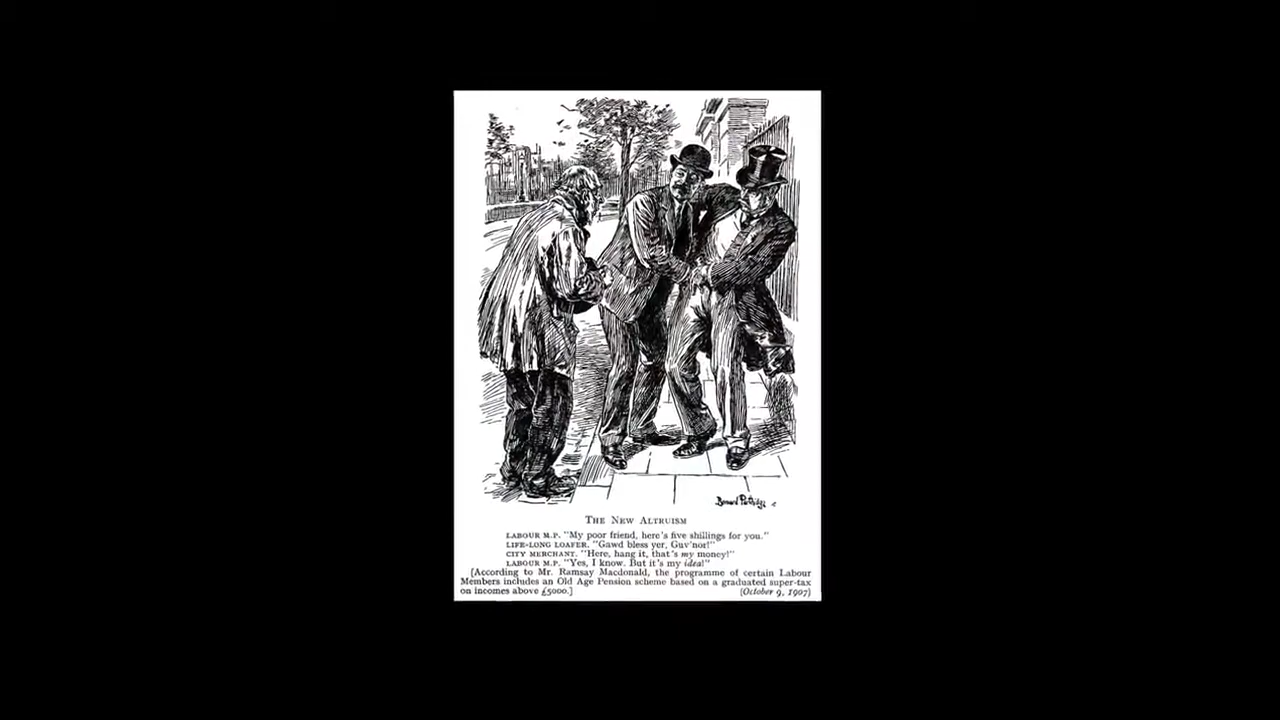 Bernard Partridge
THE NEW ALTRUISM
LABOUR M.P. "My poor friend, here's five shillings for you."
LIFE-LONG LOAFER. "Gawd bless yer, Guv'nor!"
CITY MERCHANT. "Here, hang it, that's my money!"
LABOUR M.P. "Yes, I know. But it's my idea!"
[According to Mr. Ramsay Macdonald, the programme of certain Labour
Members includes an Old Age Pension scheme based on a graduated super-tax
on incomes above £5000.] (October 9, 1907)